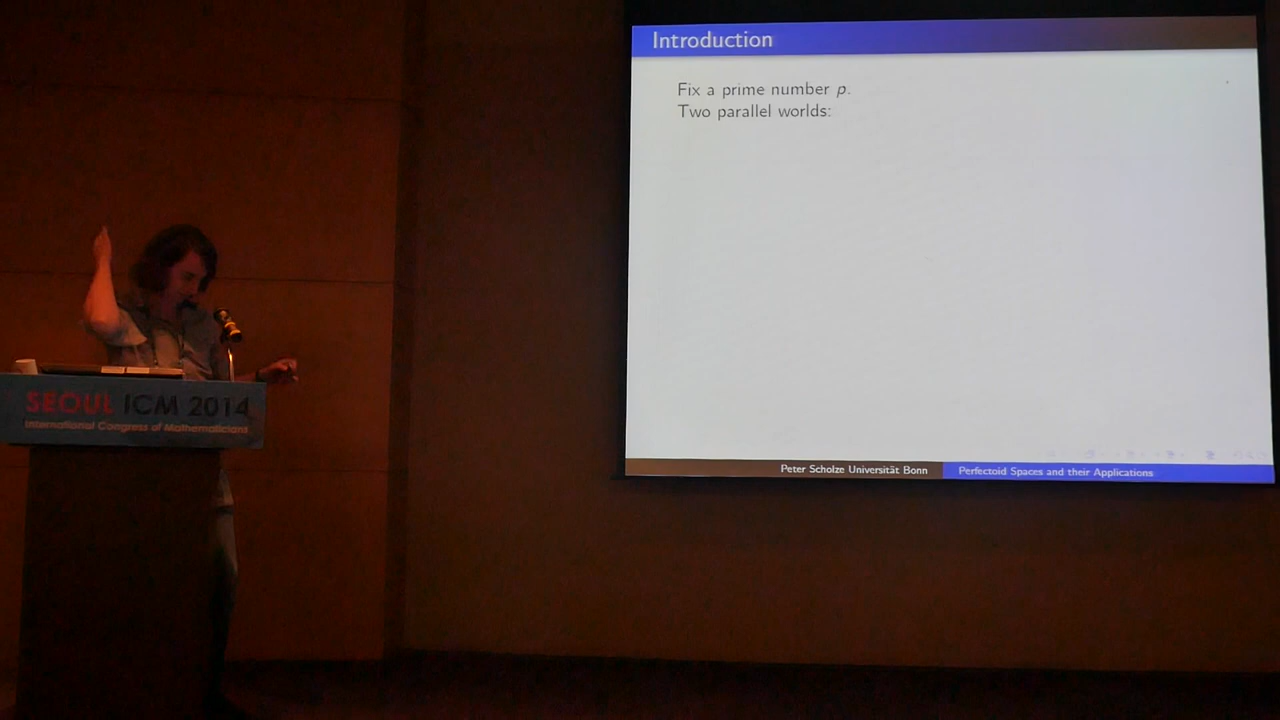 Introduction
Fix a prime number p.
Two parallel worlds:
SEOUL ICM 2014
International Congress of Mathematicians
Peter Scholze Universität Bonn
Perfectoid Spaces and their Applications